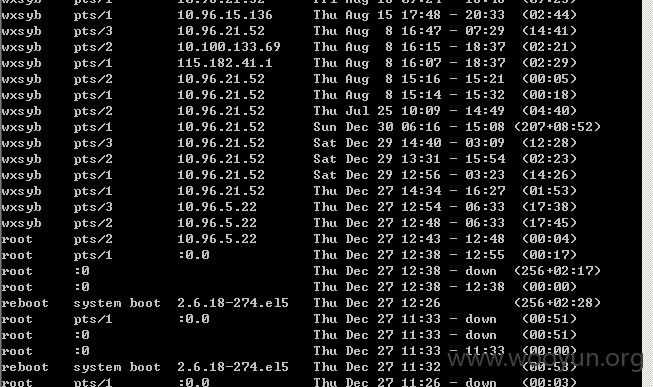 wxsyb pts/1 10.96.15.136 Thu Aug 15 17:48 - 20:33 (02:44)
wxsyb pts/3 10.96.21.52 Thu Aug 8 16:47 - 07:29 (14:41)
wxsyb pts/2 10.100.133.69 Thu Aug 8 16:15 - 18:37 (02:21)
wxsyb pts/1 115.182.41.1 Thu Aug 8 16:07 - 18:37 (02:29)
wxsyb pts/2 10.96.21.52 Thu Aug 8 15:16 - 15:21 (00:05)
wxsyb pts/1 10.96.21.52 Thu Aug 8 15:14 - 15:32 (00:18)
wxsyb pts/2 10.96.21.52 Thu Jul 25 10:09 - 14:49 (04:40)
wxsyb pts/1 10.96.21.52 Sun Dec 30 06:16 - 15:08 (207+08:52)
wxsyb pts/3 10.96.21.52 Sat Dec 29 14:40 - 03:09 (12:28)
wxsyb pts/2 10.96.21.52 Sat Dec 29 13:31 - 15:54 (02:23)
wxsyb pts/1 10.96.21.52 Sat Dec 29 12:56 - 03:23 (14:26)
wxsyb pts/1 10.96.21.52 Thu Dec 27 14:34 - 16:27 (01:53)
wxsyb pts/3 10.96.5.22 Thu Dec 27 12:54 - 06:33 (17:38)
wxsyb pts/2 10.96.5.22 Thu Dec 27 12:48 - 06:33 (17:45)
root pts/2 10.96.5.22 Thu Dec 27 12:43 - 12:48 (00:04)
root pts/1 :0.0 Thu Dec 27 12:38 - 12:55 (00:17)
root :0 Thu Dec 27 12:38 - down (256+02:17)
root :0 Thu Dec 27 12:38 - 12:38 (00:00)
reboot system boot 2.6.18-274.el5 Thu Dec 27 12:26 (256+02:28)
root pts/1 :0.0 Thu Dec 27 11:33 - down (00:51)
root :0 Thu Dec 27 11:33 - down (00:51)
root :0 Thu Dec 27 11:33 - 11:33 (00:00)
reboot system boot 2.6.18-274.el5 Thu Dec 27 11:32 (00:53)
root pts/1 :0.0 Thu Dec 27 11:26 - down (00:03)
www.wooyun.org